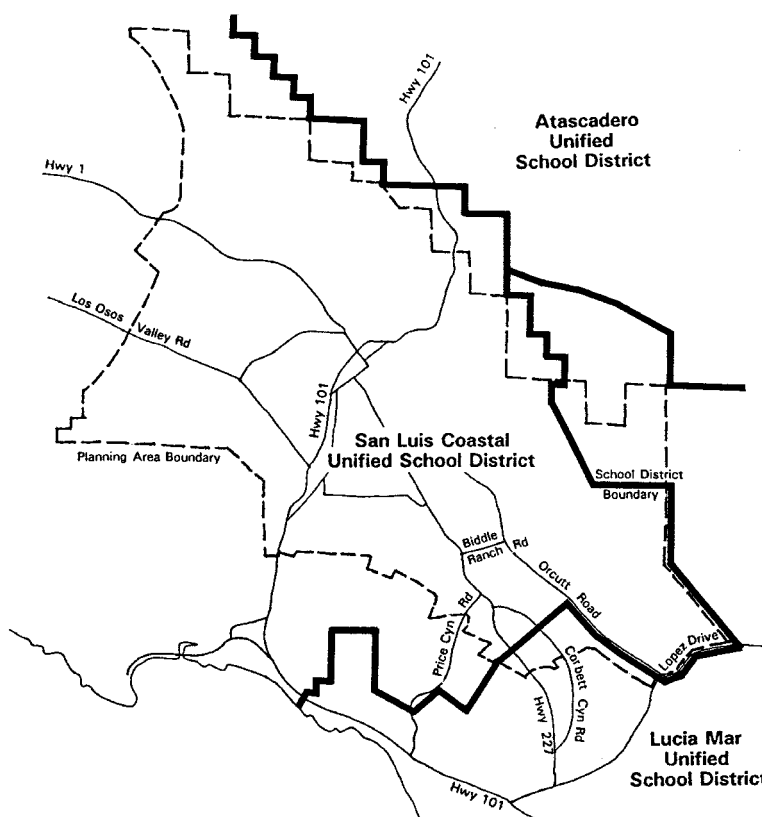 Hwy 101
Atascadero
Unified
School District
Hwy 1
Los Osos Valley Rd
Hwy 101
San Luis Coastal
Unified School District
Planning Area Boundary
School District
Boundary
Biddle
Ranch Rd
Orcutt Road
Price Cyn Rd
Lopez Drive
Corbett Cyn Rd
Hwy 227
Lucia Mar
Unified
School District
Hwy 101